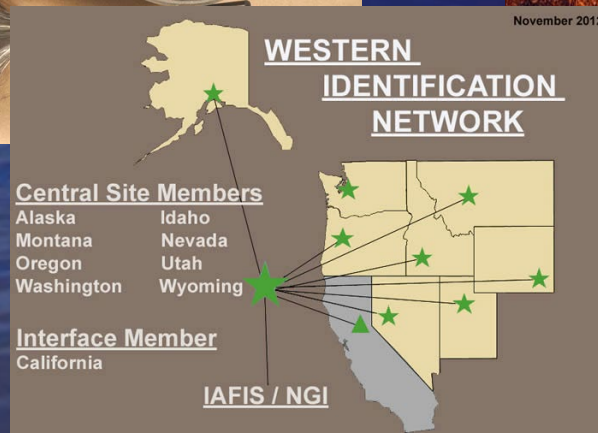 November 2012
WESTERN
IDENTIFICATION
NETWORK
Central Site Members
Alaska Idaho
Montana Nevada
Oregon Utah
Washington Wyoming
Interface Member
California
IAFIS / NGI